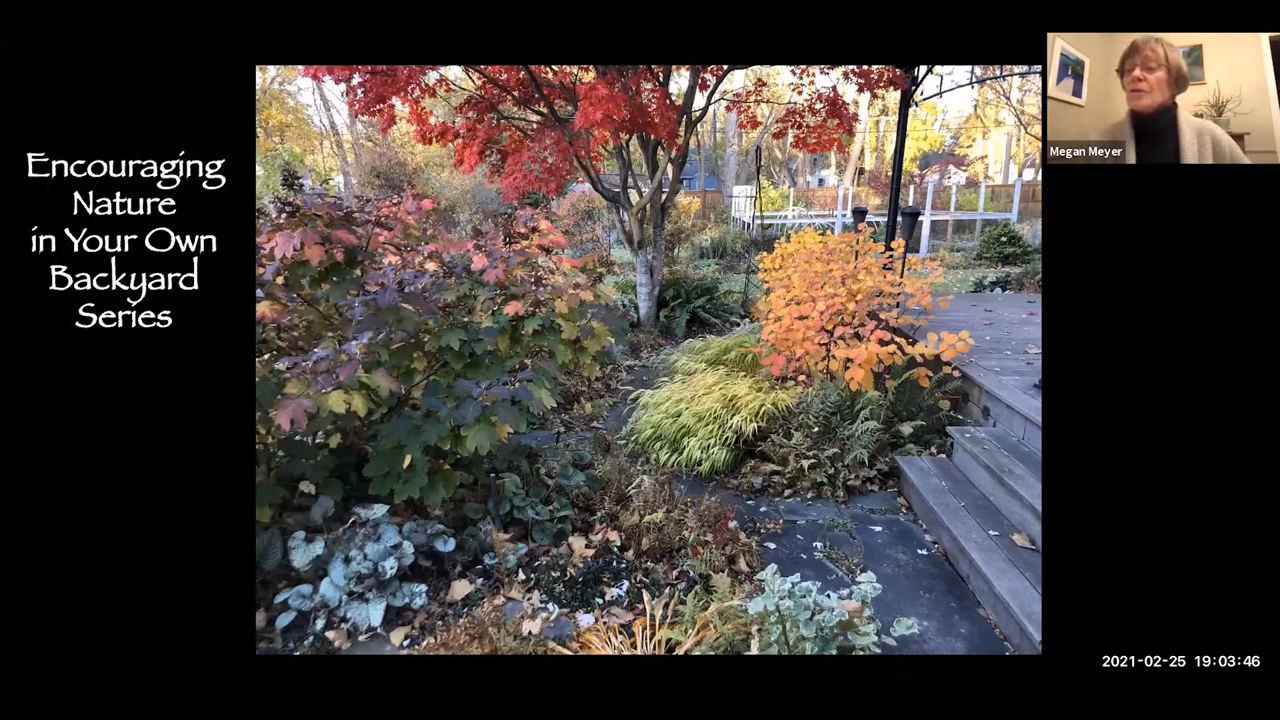 Encouraging
Nature
in Your Own
Backyard
Series
Megan Meyer
2021-02-25 19:03:46